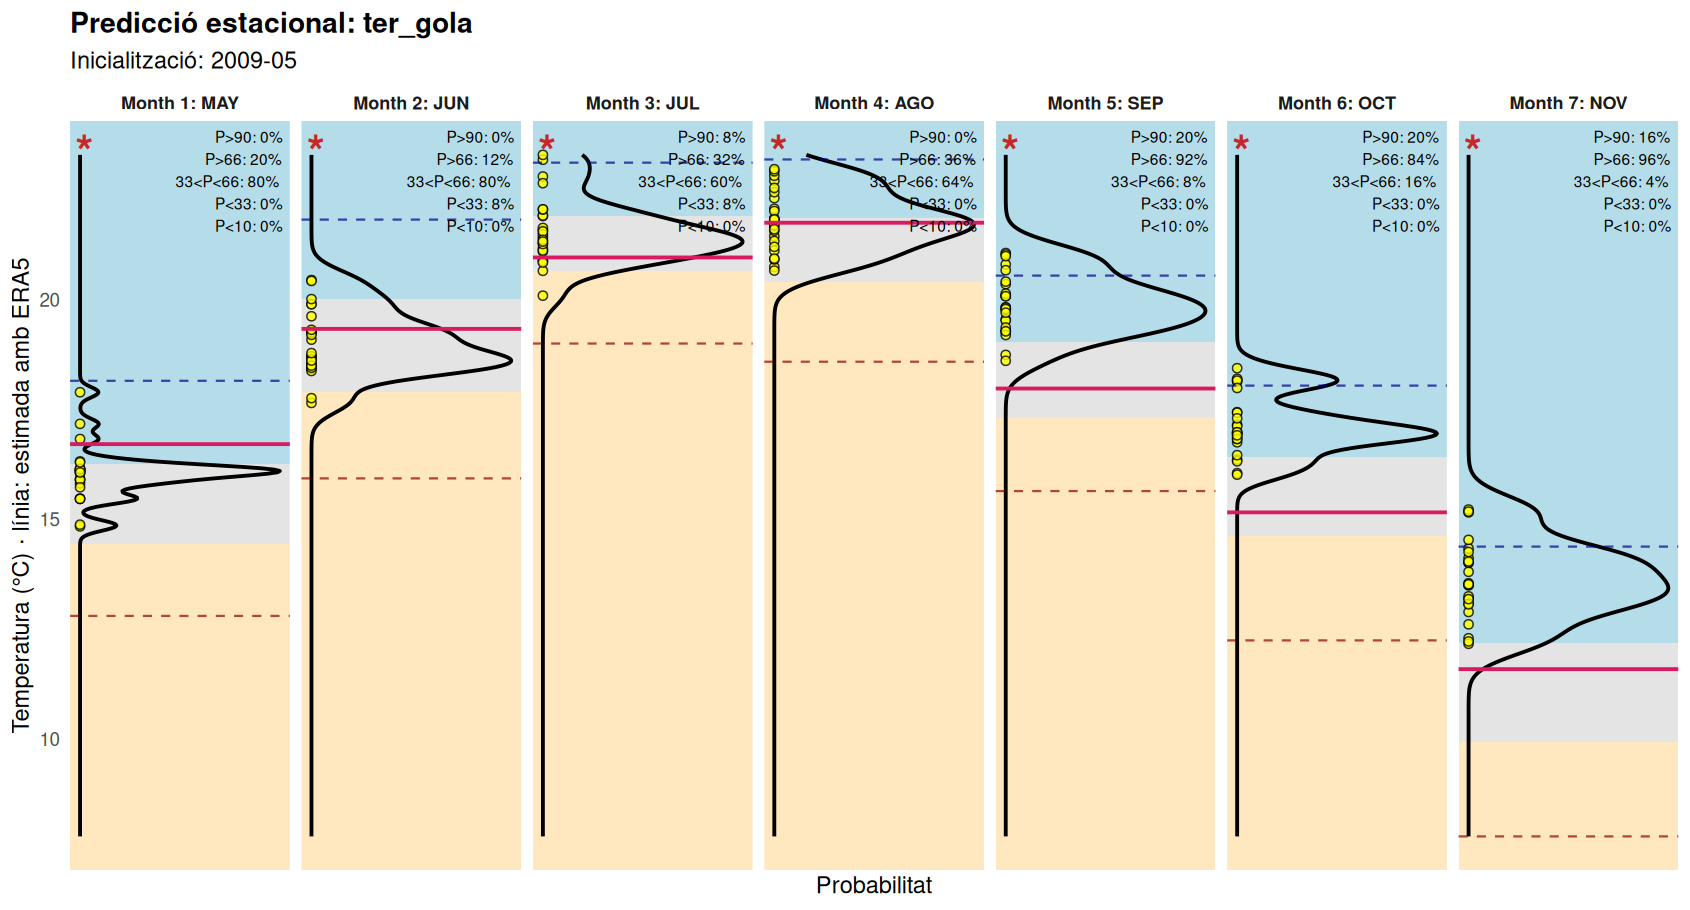 Predicció estacional: ter_gola
Inicialització: 2009-05
Month 1: MAY
Month 2: JUN
Month 3: JUL
Month 4: AGO
Month 5: SEP
Month 6: OCT
Month 7: NOV
*
P>90: 0%
P>66: 20%
33<P<66: 80%
P<33: 0%
P<10: 0%
*
P>90: 0%
P>66: 12%
33<P<66: 80%
P<33: 8%
P<10: 0%
*
P>90: 8%
P>66: 32%
33<P<66: 60%
P<33: 8%
P<10: 0%
*
P>90: 0%
P>66: 36%
33<P<66: 64%
P<33: 0%
P<10: 0%
*
P>90: 20%
P>66: 92%
33<P<66: 8%
P<33: 0%
P<10: 0%
*
P>90: 20%
P>66: 84%
33<P<66: 16%
P<33: 0%
P<10: 0%
*
P>90: 16%
P>66: 96%
33<P<66: 4%
P<33: 0%
P<10: 0%
20
15
10
Temperatura (°C) · línia: estimada amb ERA5
Probabilitat